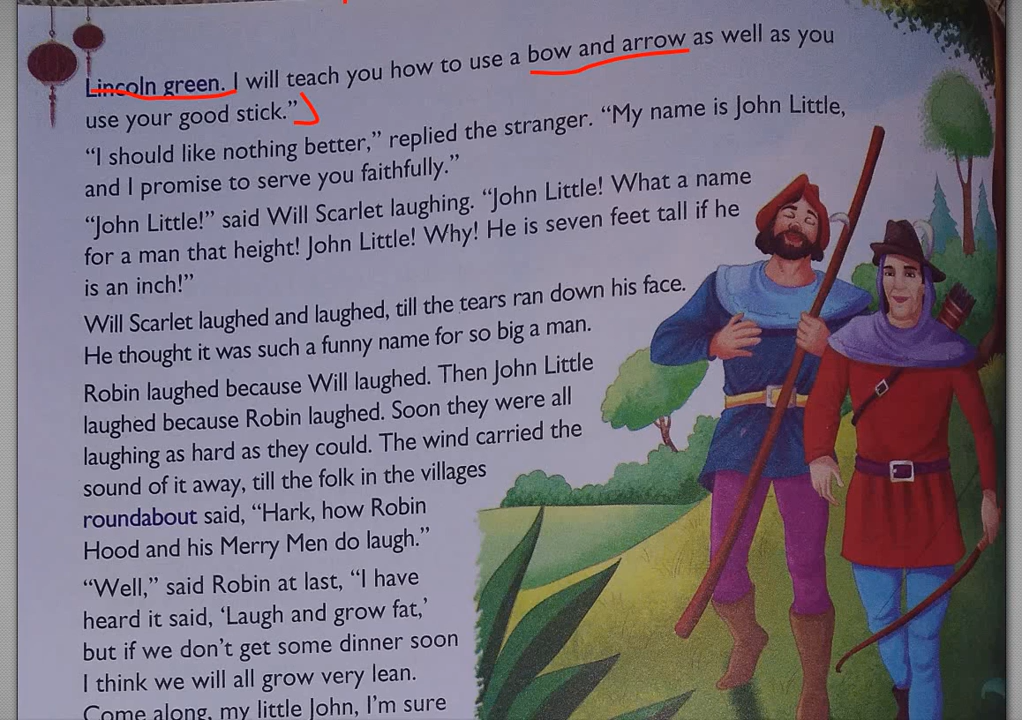 Lincoln green. I will teach you how to use a bow and arrow as well as you
use your good stick.”
“I should like nothing better,” replied the stranger. “My name is John Little,
and I promise to serve you faithfully.”
“John Little!” said Will Scarlet laughing. “John Little! What a name
for a man that height! John Little! Why! He is seven feet tall if he
is an inch!”
Will Scarlet laughed and laughed, till the tears ran down his face.
He thought it was such a funny name for so big a man.
Robin laughed because Will laughed. Then John Little
laughed because Robin laughed. Soon they were all
laughing as hard as they could. The wind carried the
sound of it away, till the folk in the villages
roundabout said, “Hark, how Robin
Hood and his Merry Men do laugh.”
“Well,” said Robin at last, “I have
heard it said, ‘Laugh and grow fat,’
but if we don’t get some dinner soon
I think we will all grow very lean.
Come along, my little John, I’m sure